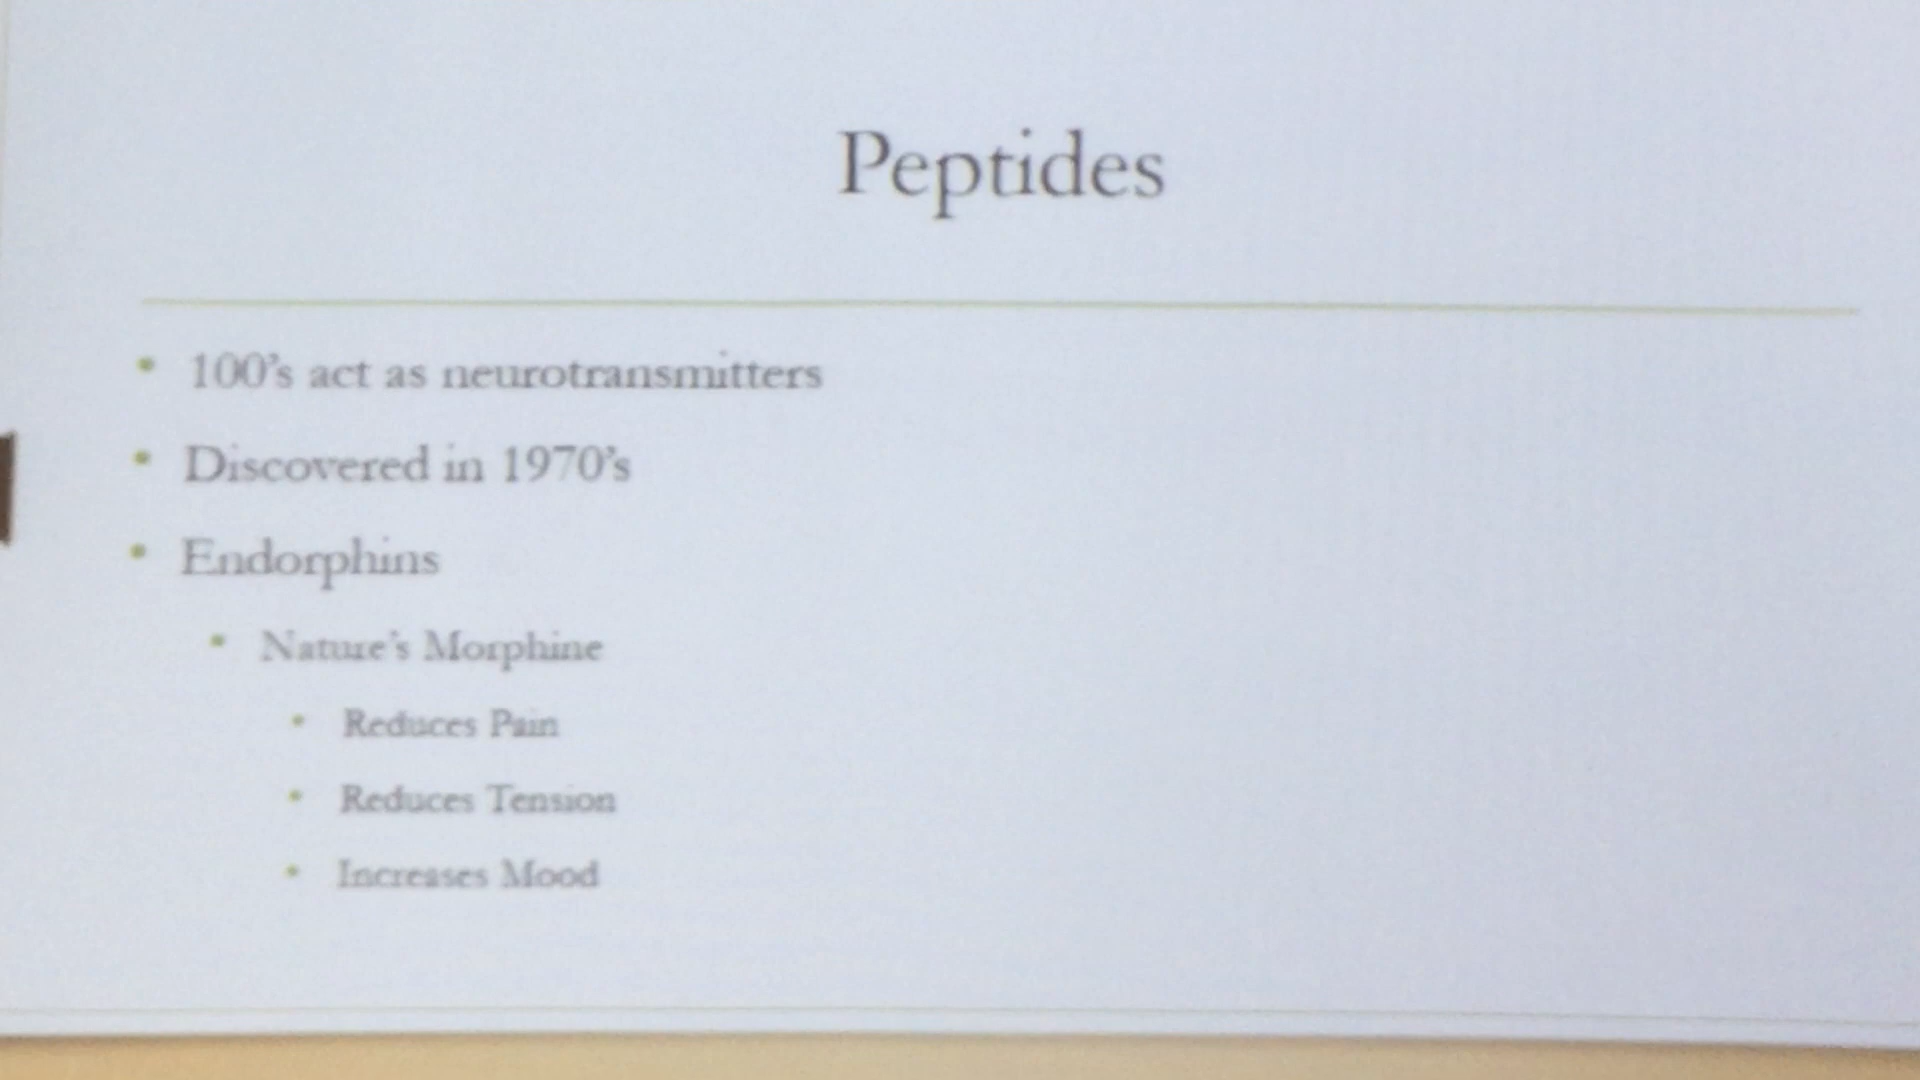 Peptides
100's act as neurotransmitters
Discovered in 1970's
Endorphins
Nature's Morphine
Reduces Pain
Reduces Tension
Increases Mood